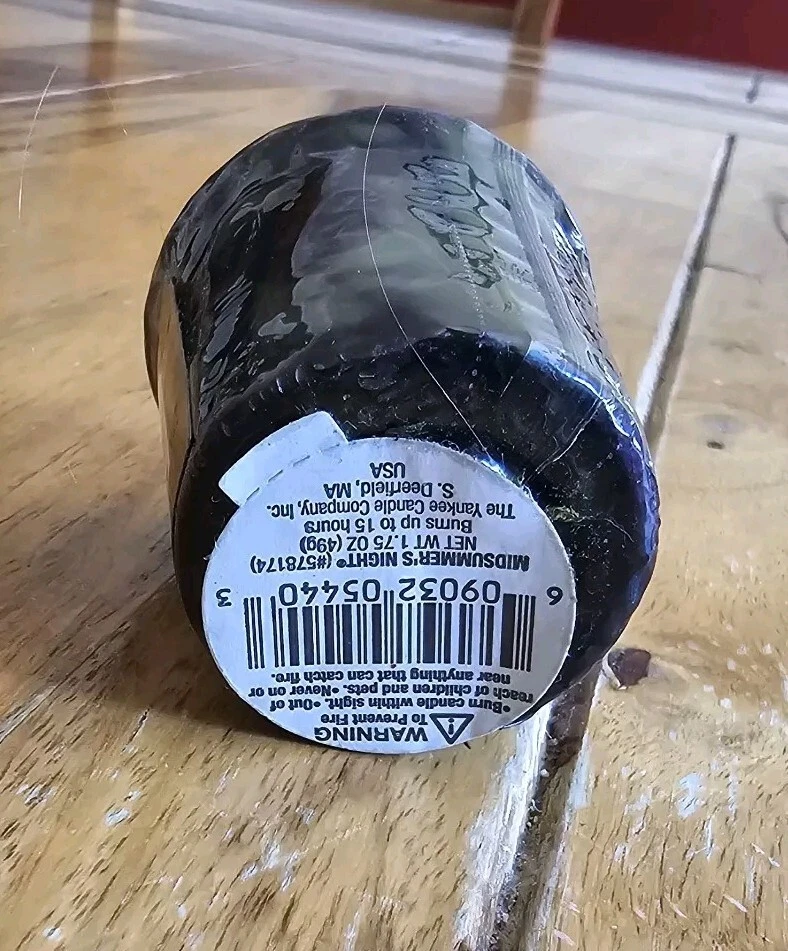 WARNING
To Prevent Fire
•Burn candle within sight. •Out of
reach of children and pets. •Never on or
near anything that can catch fire.
6 09032 05440 3
MIDSUMMER'S NIGHT® (#578174)
NET WT 1.75 OZ (49g)
Burns up to 15 hours
The Yankee Candle Company, Inc.
S. Deerfield, MA
USA